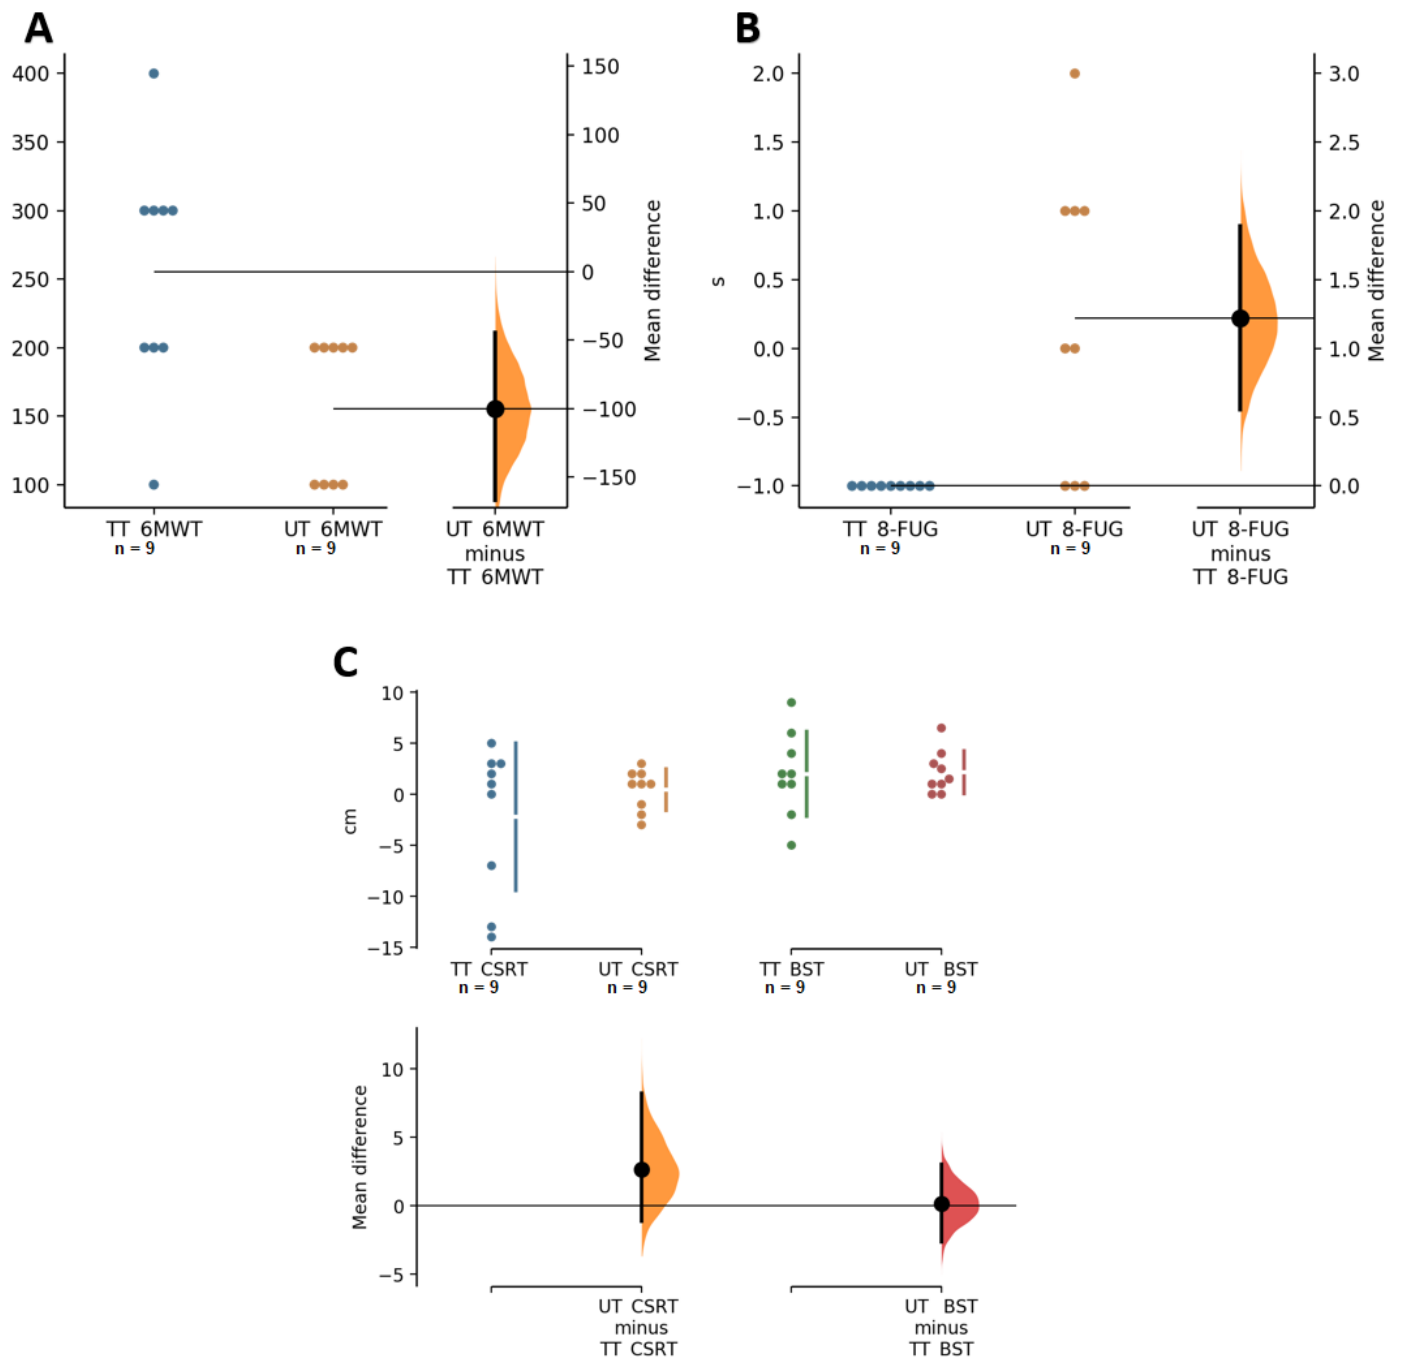 A
400
350
300
250
200
150
100
150
100
50
0
−50
−100
−150
Mean difference
TT 6MWT
n = 9
UT 6MWT
n = 9
UT 6MWT
minus
TT 6MWT
B
s
2.0
1.5
1.0
0.5
0.0
−0.5
−1.0
3.0
2.5
2.0
1.5
1.0
0.5
0.0
Mean difference
TT 8-FUG
n = 9
UT 8-FUG
n = 9
UT 8-FUG
minus
TT 8-FUG
C
cm
10
5
0
−5
−10
−15
TT CSRT
n = 9
UT CSRT
n = 9
TT BST
n = 9
UT BST
n = 9
Mean difference
10
5
0
−5
UT CSRT
minus
TT CSRT
UT BST
minus
TT BST